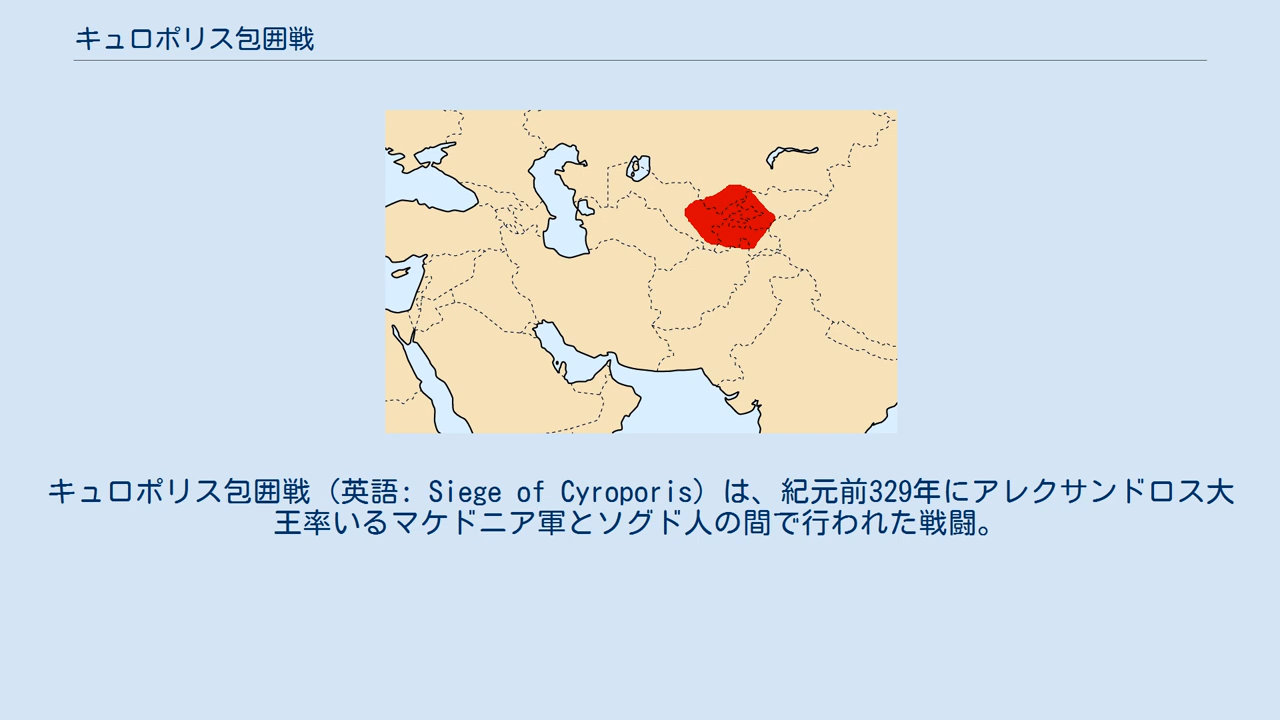 キュロポリス包囲戦
キュロポリス包囲戦（英語: Siege of Cyroporis）は、紀元前329年にアレクサンドロス大
王率いるマケドニア軍とソグド人の間で行われた戦闘。